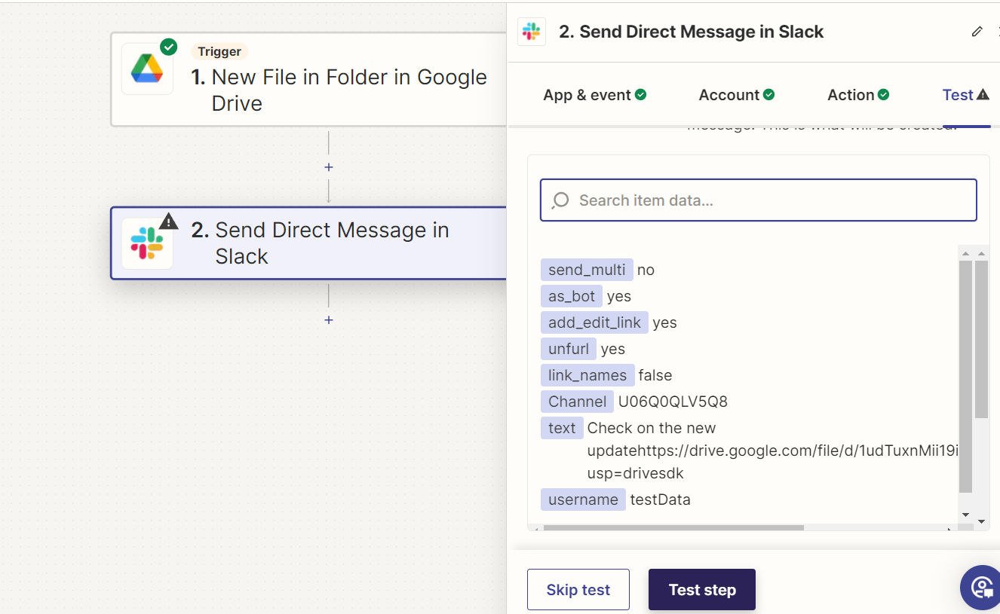 Trigger
1. New File in Folder in Google
Drive
+
2. Send Direct Message in
Slack
+
2. Send Direct Message in Slack
App & event
Account
Action
Test
message. This is what will be created.
Search item data...
send_multi no
as_bot yes
add_edit_link yes
unfurl yes
link_names false
Channel U06Q0QLV5Q8
text Check on the new
updatehttps://drive.google.com/file/d/1udTuxnMii19i
usp=drivesdk
username testData
Skip test
Test step